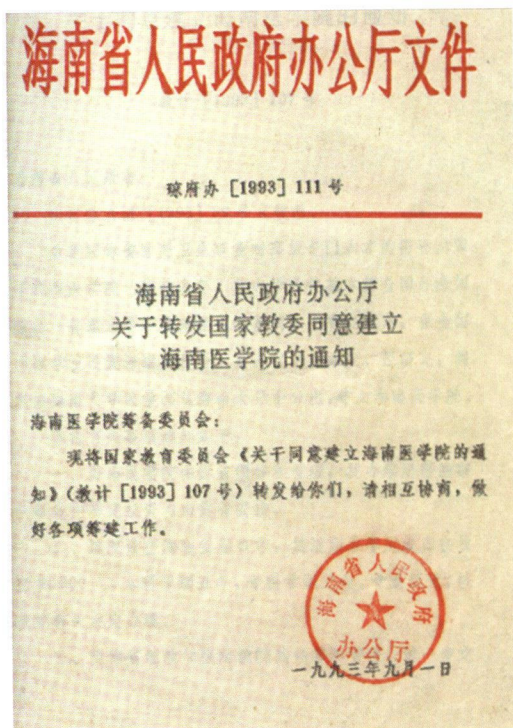 海南省人民政府办公厅文件
琼府办［1993］111号
海南省人民政府办公厅
关于转发国家教委同意建立
海南医学院的通知
海南医学院筹备委员会：
现将国家教育委员会《关于同意建立海南医学院的通
知》（教计［1993］107号）转发给你们，请相互协商，做
好各项筹建工作。
海南省人民政府
办公厅
一九九三年九月一日